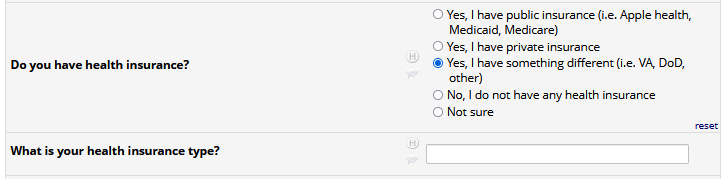 Yes, I have public insurance (i.e. Apple health,
Medicaid, Medicare)
Yes, I have private insurance
Do you have health insurance?
H
Yes, I have something different (i.e. VA, DoD,
other)
No, I do not have any health insurance
Not sure
reset
What is your health insurance type?
H